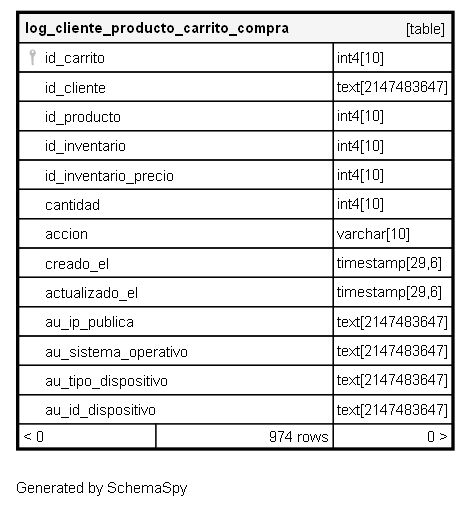 log_cliente_producto_carrito_compra [table]
id_carrito int4[10]
id_cliente text[2147483647]
id_producto int4[10]
id_inventario int4[10]
id_inventario_precio int4[10]
cantidad int4[10]
accion varchar[10]
creado_el timestamp[29,6]
actualizado_el timestamp[29,6]
au_ip_publica text[2147483647]
au_sistema_operativo text[2147483647]
au_tipo_dispositivo text[2147483647]
au_id_dispositivo text[2147483647]
< 0 974 rows 0 >
Generated by SchemaSpy